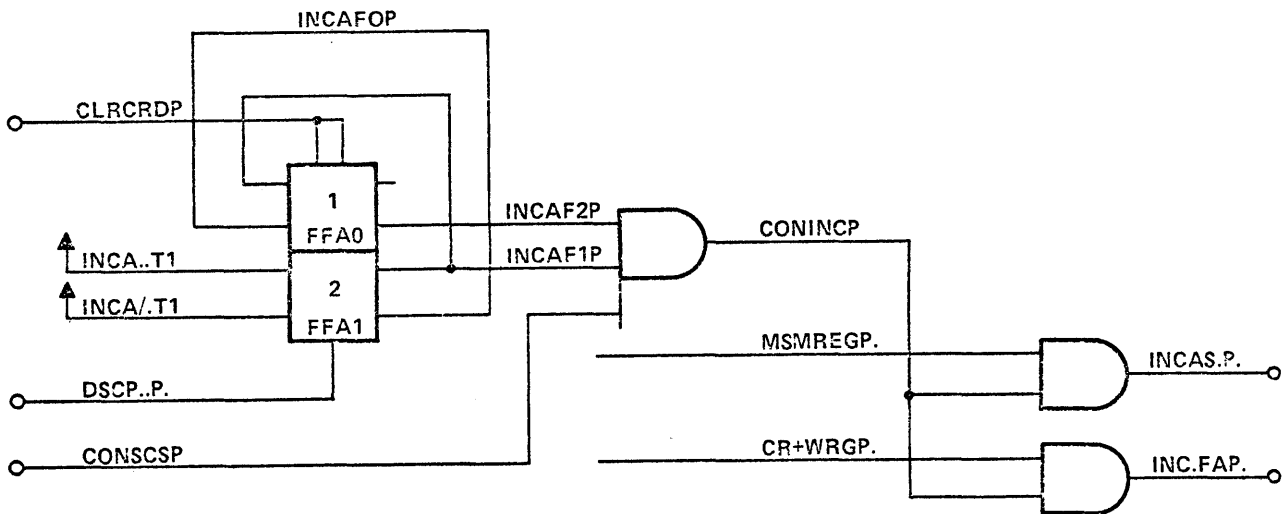 INCAFOP
CLRCRDP
1
FFA0
INCAF2P
CONINCP
INCA..T1
INCAF1P
2
INCA/.T1
FFA1
MSMREGP.
INCAS.P.
DSCP..P.
CONSCSP
CR+WRGP.
INC.FAP.